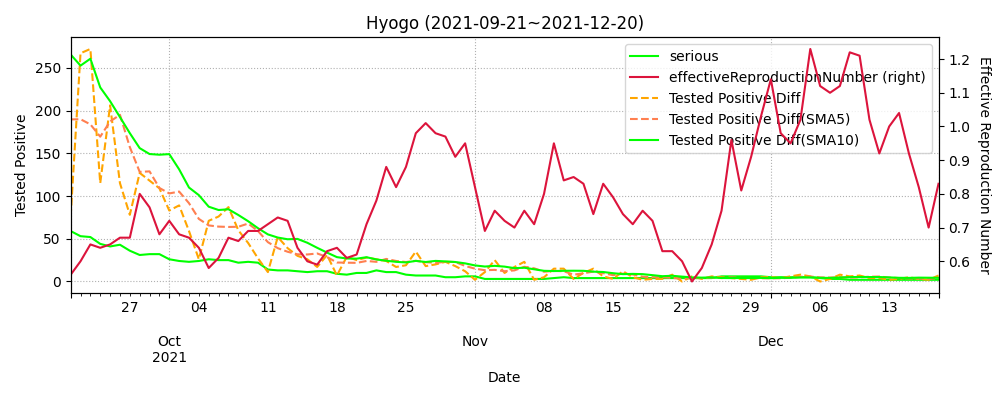 Hyogo (2021-09-21~2021-12-20)
Tested Positive
250
200
150
100
50
0
serious
effectiveReproductionNumber (right)
Tested Positive Diff
Tested Positive Diff(SMA5)
Tested Positive Diff(SMA10)
1.2
1.1
1.0
0.9
0.8
0.7
0.6
Effective Reproduction Number
27 04 11 18 25 08 15 22 29 06 13
Oct Nov Dec
2021
Date